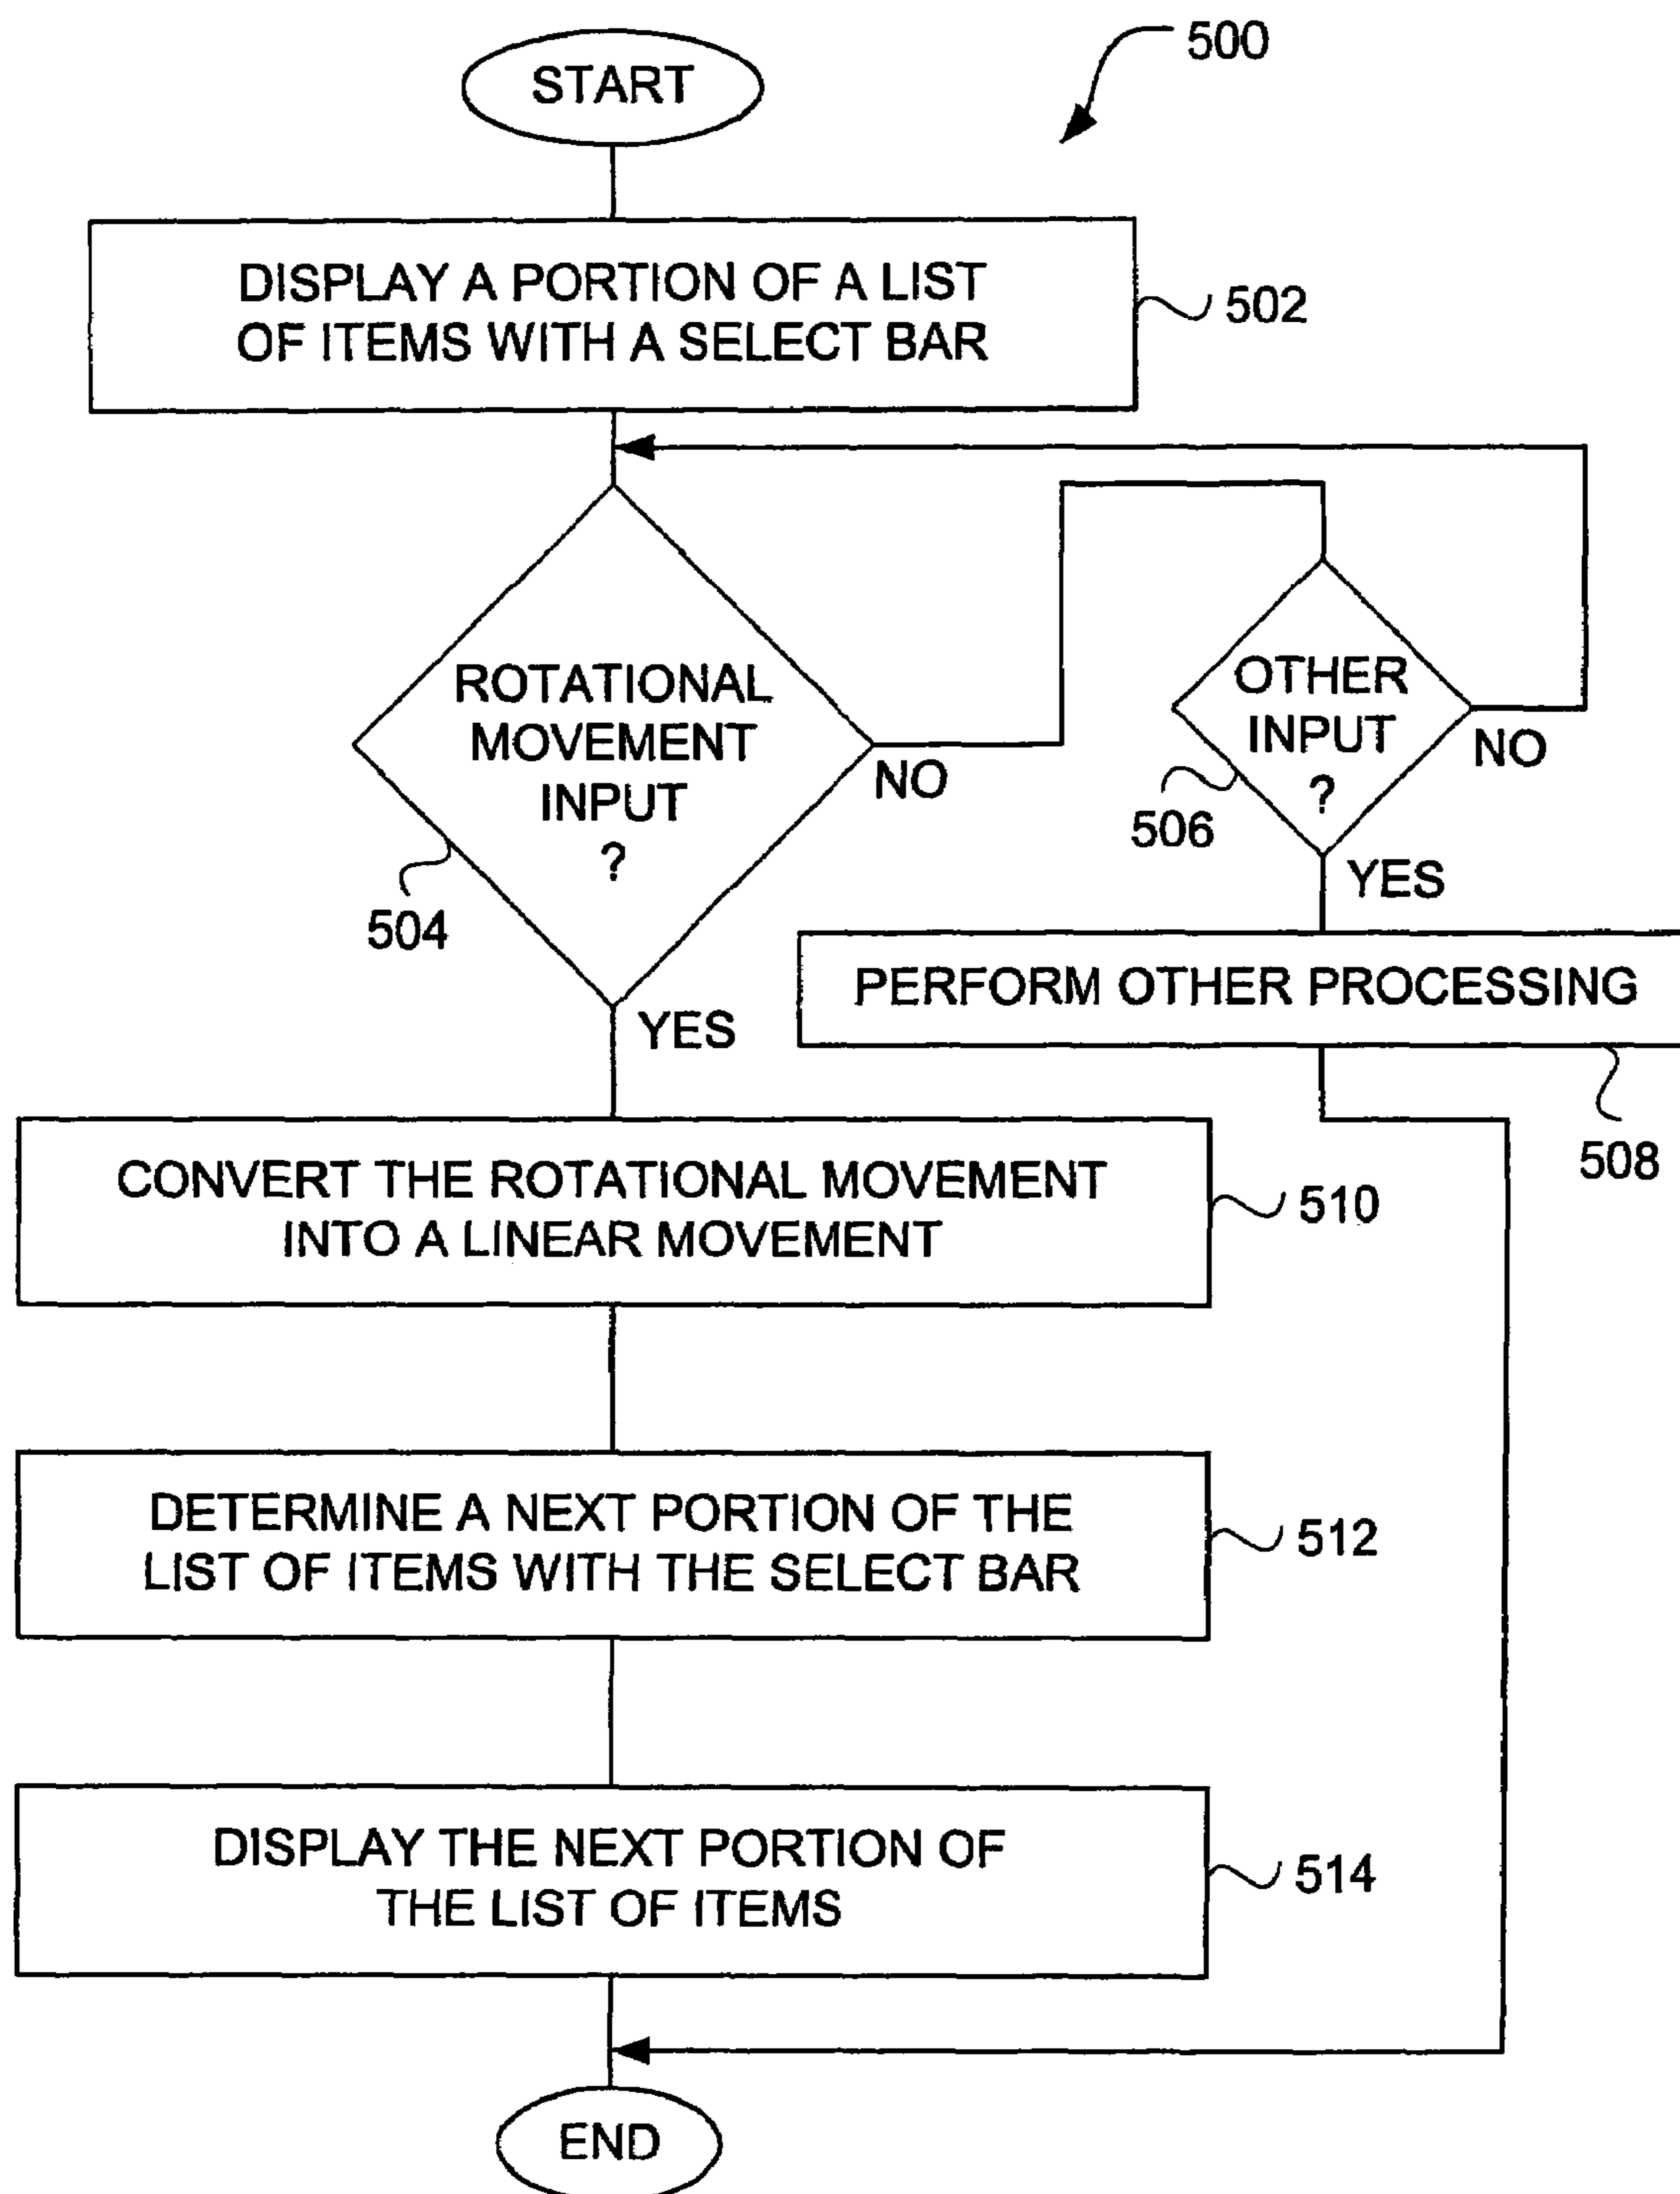 START
500
DISPLAY A PORTION OF A LIST
OF ITEMS WITH A SELECT BAR
502
ROTATIONAL
MOVEMENT
INPUT
?
504
NO
YES
OTHER
INPUT
?
506
NO
YES
PERFORM OTHER PROCESSING
508
CONVERT THE ROTATIONAL MOVEMENT
INTO A LINEAR MOVEMENT
510
DETERMINE A NEXT PORTION OF THE
LIST OF ITEMS WITH THE SELECT BAR
512
DISPLAY THE NEXT PORTION OF
THE LIST OF ITEMS
514
END